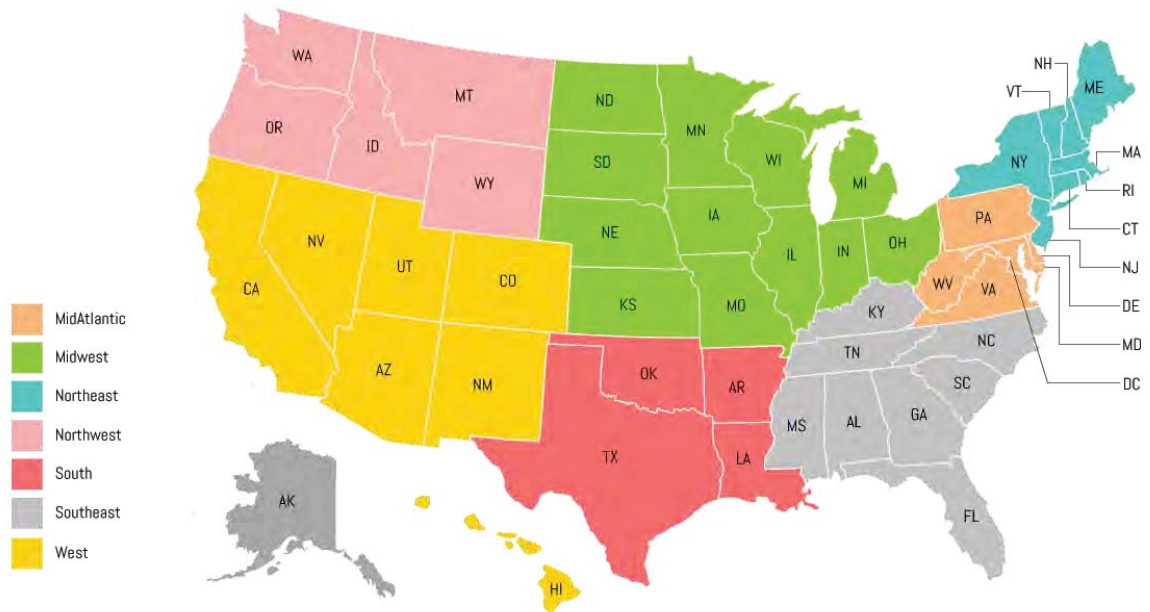 WA
MT
ND
MN
OR
ID
WY
SD
WI
MI
NH
VT
ME
NY
MA
RI
CT
NJ
DE
MD
DC
PA
NV
UT
CO
CA
NE
IA
IL
IN
OH
KS
MO
WV
VA
KY
AZ
NM
OK
AR
TN
NC
SC
MS
AL
GA
TX
LA
FL
AK
HI
MidAtlantic
Midwest
Northeast
Northwest
South
Southeast
West